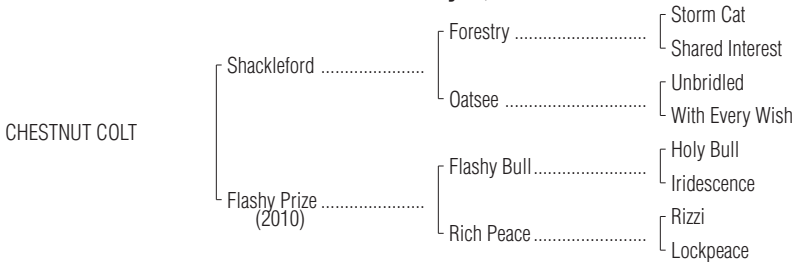 Storm Cat
Forestry ..............................
Shared Interest
Shackleford ........................
Unbridled
Oatsee ................................
With Every Wish
CHESTNUT COLT
Holy Bull
Flashy Bull..........................
Iridescence
Flashy Prize ........................
(2010)
Rizzi
Rich Peace ..........................
Lockpeace